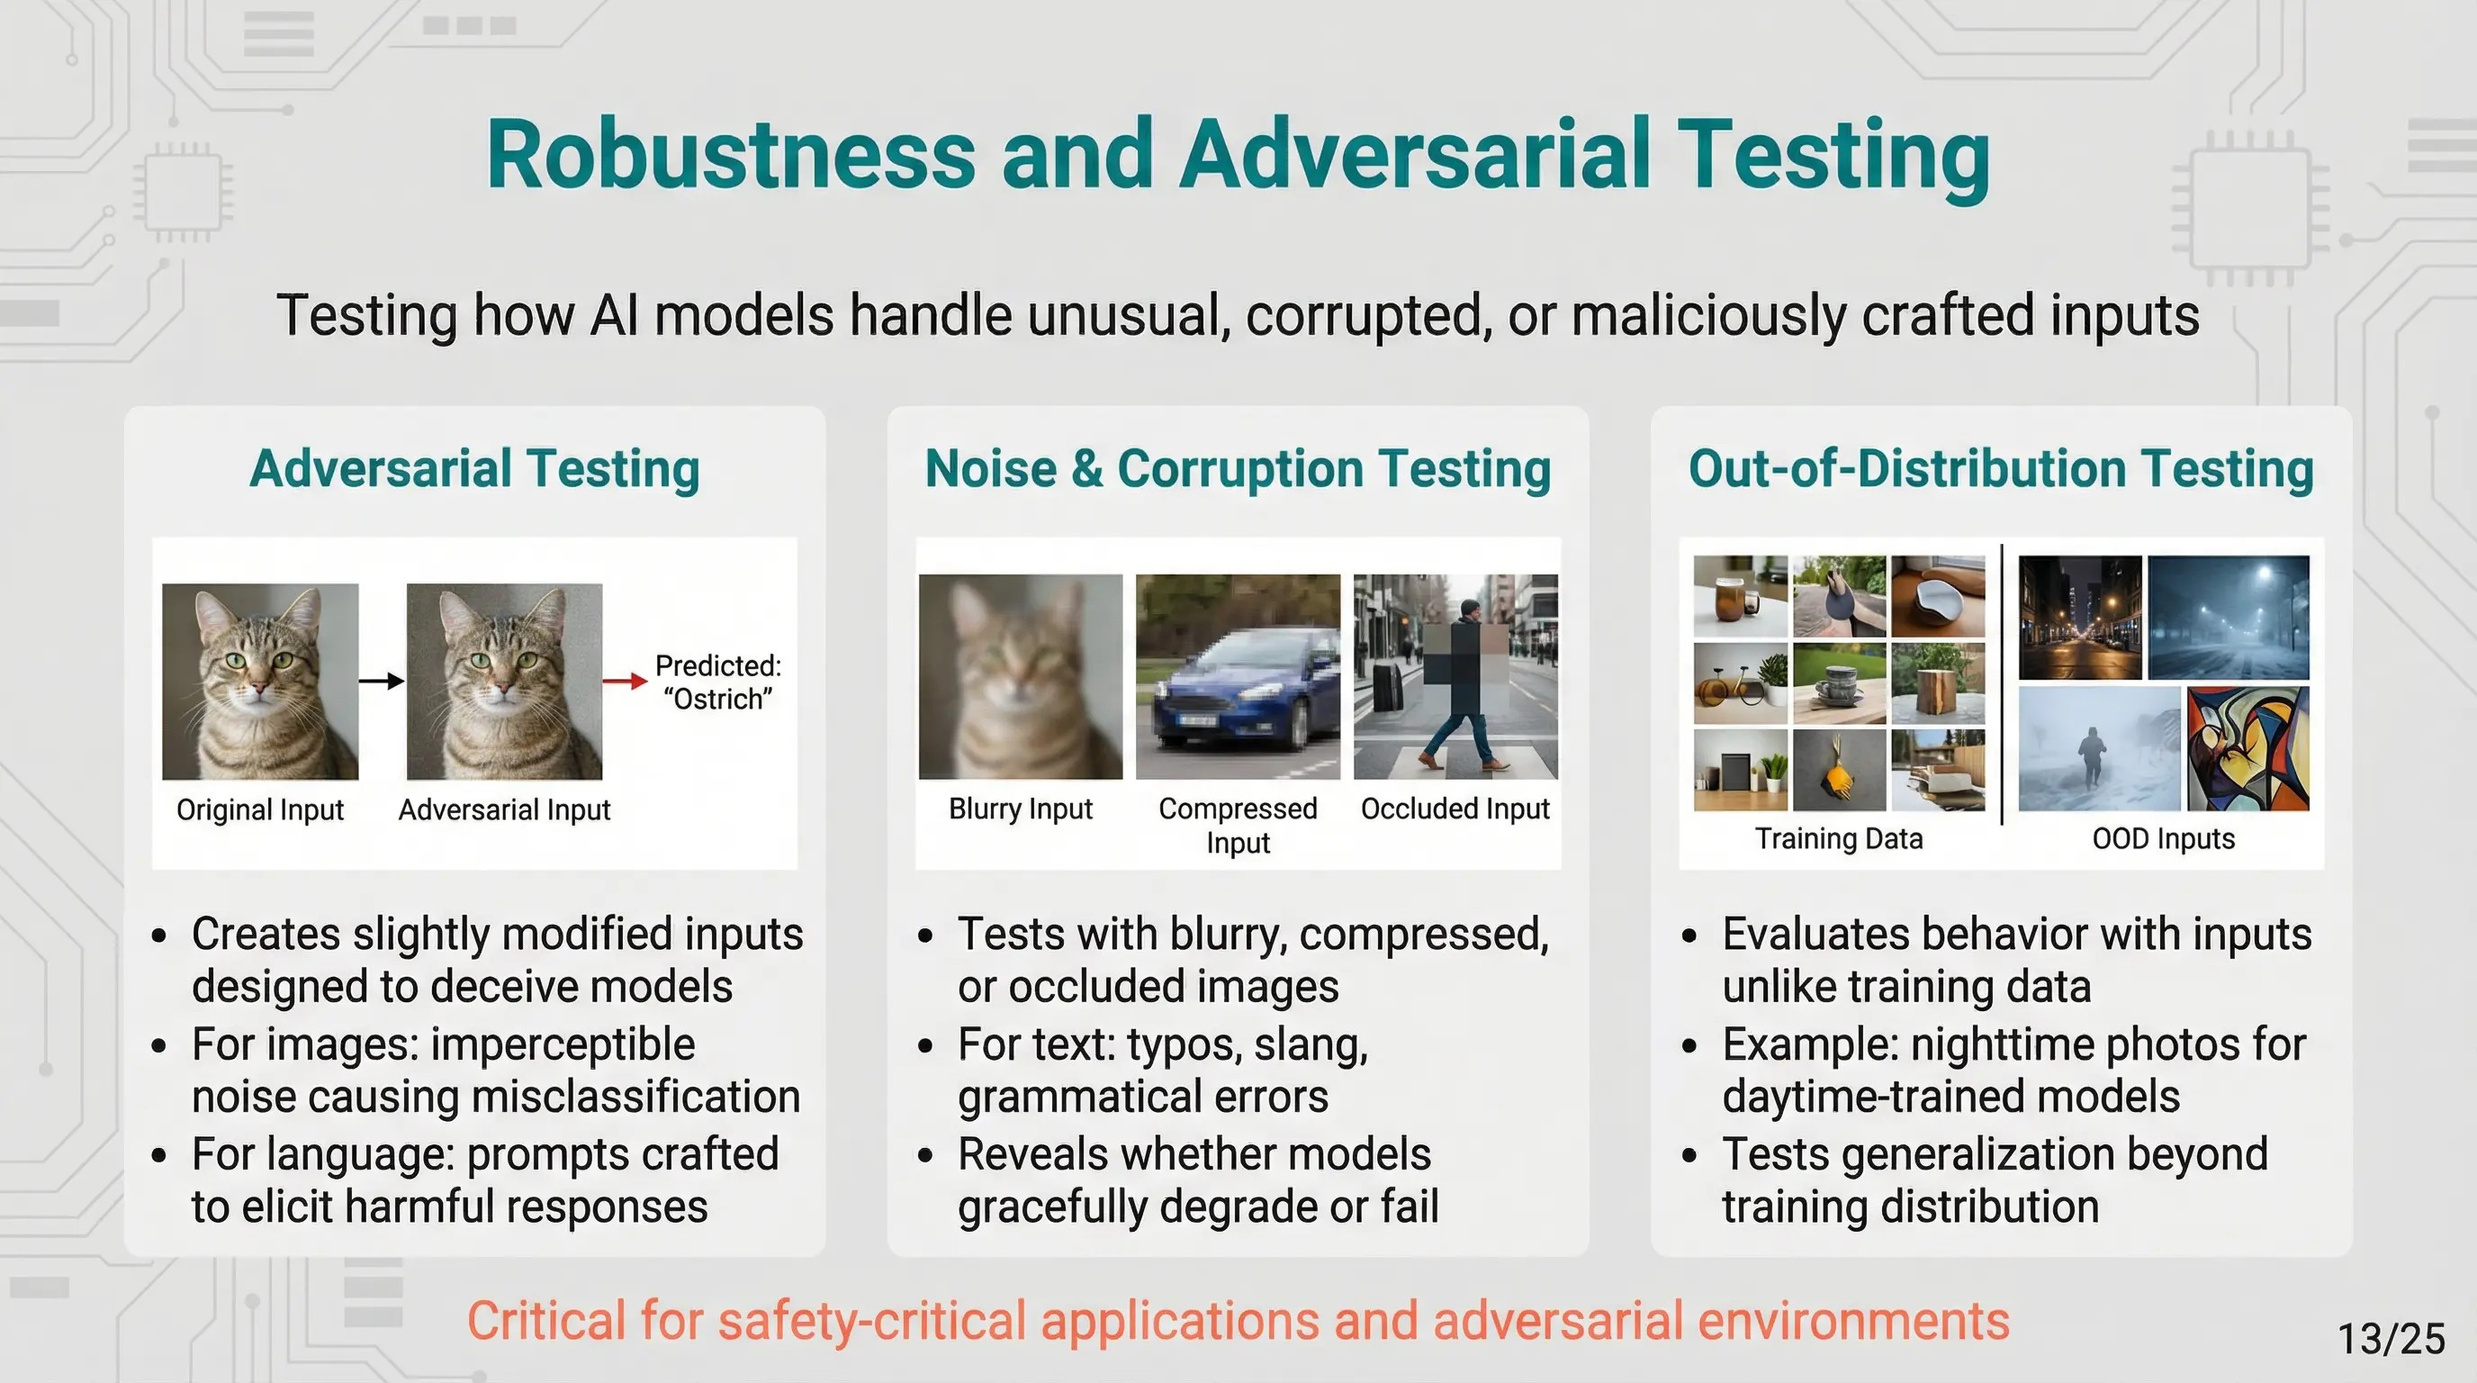 Robustness and Adversarial Testing
Testing how AI models handle unusual, corrupted, or maliciously crafted inputs
Adversarial Testing
Predicted:
“Ostrich”
Original Input
Adversarial Input
• Creates slightly modified inputs
designed to deceive models
• For images: imperceptible
noise causing misclassification
• For language: prompts crafted
to elicit harmful responses
Noise & Corruption Testing
Blurry Input
Compressed
Input
Occluded Input
• Tests with blurry, compressed,
or occluded images
• For text: typos, slang,
grammatical errors
• Reveals whether models
gracefully degrade or fail
Out-of-Distribution Testing
Training Data
OOD Inputs
• Evaluates behavior with inputs
unlike training data
• Example: nighttime photos for
daytime-trained models
• Tests generalization beyond
training distribution
Critical for safety-critical applications and adversarial environments
13/25